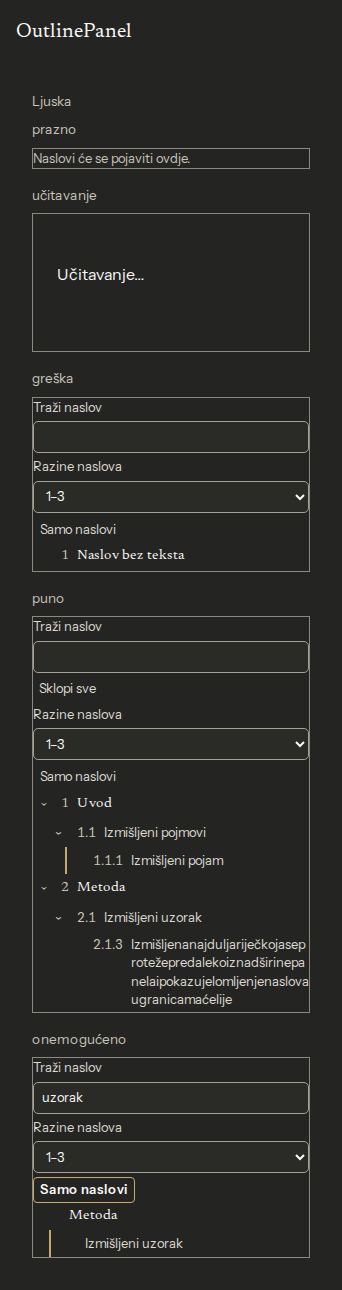 OutlinePanel
Ljuska
prazno
Naslovi će se pojaviti ovdje.
učitavanje
Učitavanje…
greška
Traži naslov
Razine naslova
1–3
Samo naslovi
1 Naslov bez teksta
puno
Traži naslov
Sklopi sve
Razine naslova
1–3
Samo naslovi
1 Uvod
1.1 Izmišljeni pojmovi
1.1.1 Izmišljeni pojam
2 Metoda
2.1 Izmišljeni uzorak
2.1.3 Izmišljenanajduljariječkojasep
rotežepredalekoiznadširinepa
nelaipokazujelomljenjenaslova
ugranicamaćelije
onemogućeno
Traži naslov
uzorak
Razine naslova
1–3
Samo naslovi
Metoda
Izmišljeni uzorak